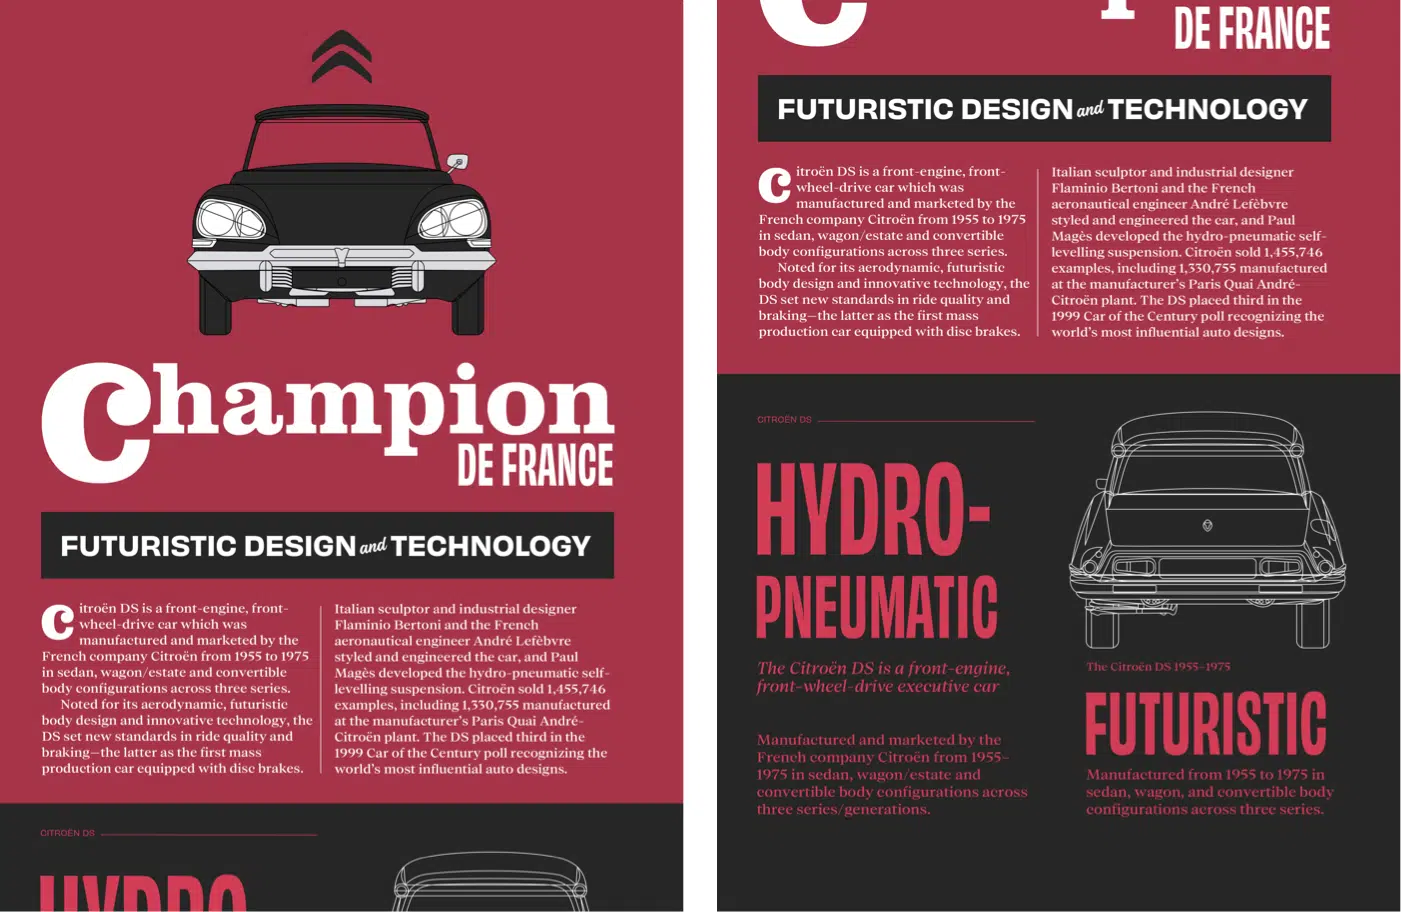 Champion
DE FRANCE
FUTURISTIC DESIGN and TECHNOLOGY
Citroën DS is a front-engine, front-
wheel-drive car which was
manufactured and marketed by the
French company Citroën from 1955 to 1975
in sedan, wagon/estate and convertible
body configurations across three series.
Noted for its aerodynamic, futuristic
body design and innovative technology, the
DS set new standards in ride quality and
braking—the latter as the first mass
production car equipped with disc brakes.
Italian sculptor and industrial designer
Flaminio Bertoni and the French
aeronautical engineer André Lefèbvre
styled and engineered the car, and Paul
Magès developed the hydro-pneumatic self-
levelling suspension. Citroën sold 1,455,746
examples, including 1,330,755 manufactured
at the manufacturer's Paris Quai André-
Citroën plant. The DS placed third in the
1999 Car of the Century poll recognizing the
world's most influential auto designs.
CITROËN DS
HYDRO
DE FRANCE
FUTURISTIC DESIGN and TECHNOLOGY
Citroën DS is a front-engine, front-
wheel-drive car which was
manufactured and marketed by the
French company Citroën from 1955 to 1975
in sedan, wagon/estate and convertible
body configurations across three series.
Noted for its aerodynamic, futuristic
body design and innovative technology, the
DS set new standards in ride quality and
braking—the latter as the first mass
production car equipped with disc brakes.
Italian sculptor and industrial designer
Flaminio Bertoni and the French
aeronautical engineer André Lefèbvre
styled and engineered the car, and Paul
Magès developed the hydro-pneumatic self-
levelling suspension. Citroën sold 1,455,746
examples, including 1,330,755 manufactured
at the manufacturer's Paris Quai André-
Citroën plant. The DS placed third in the
1999 Car of the Century poll recognizing the
world's most influential auto designs.
CITROËN DS
HYDRO-
PNEUMATIC
The Citroën DS is a front-engine,
front-wheel-drive executive car
Manufactured and marketed by the
French company Citroën from 1955–
1975 in sedan, wagon/estate and
convertible body configurations across
three series/generations.
The Citroën DS 1955–1975
FUTURISTIC
Manufactured from 1955 to 1975 in
sedan, wagon, and convertible body
configurations across three series.